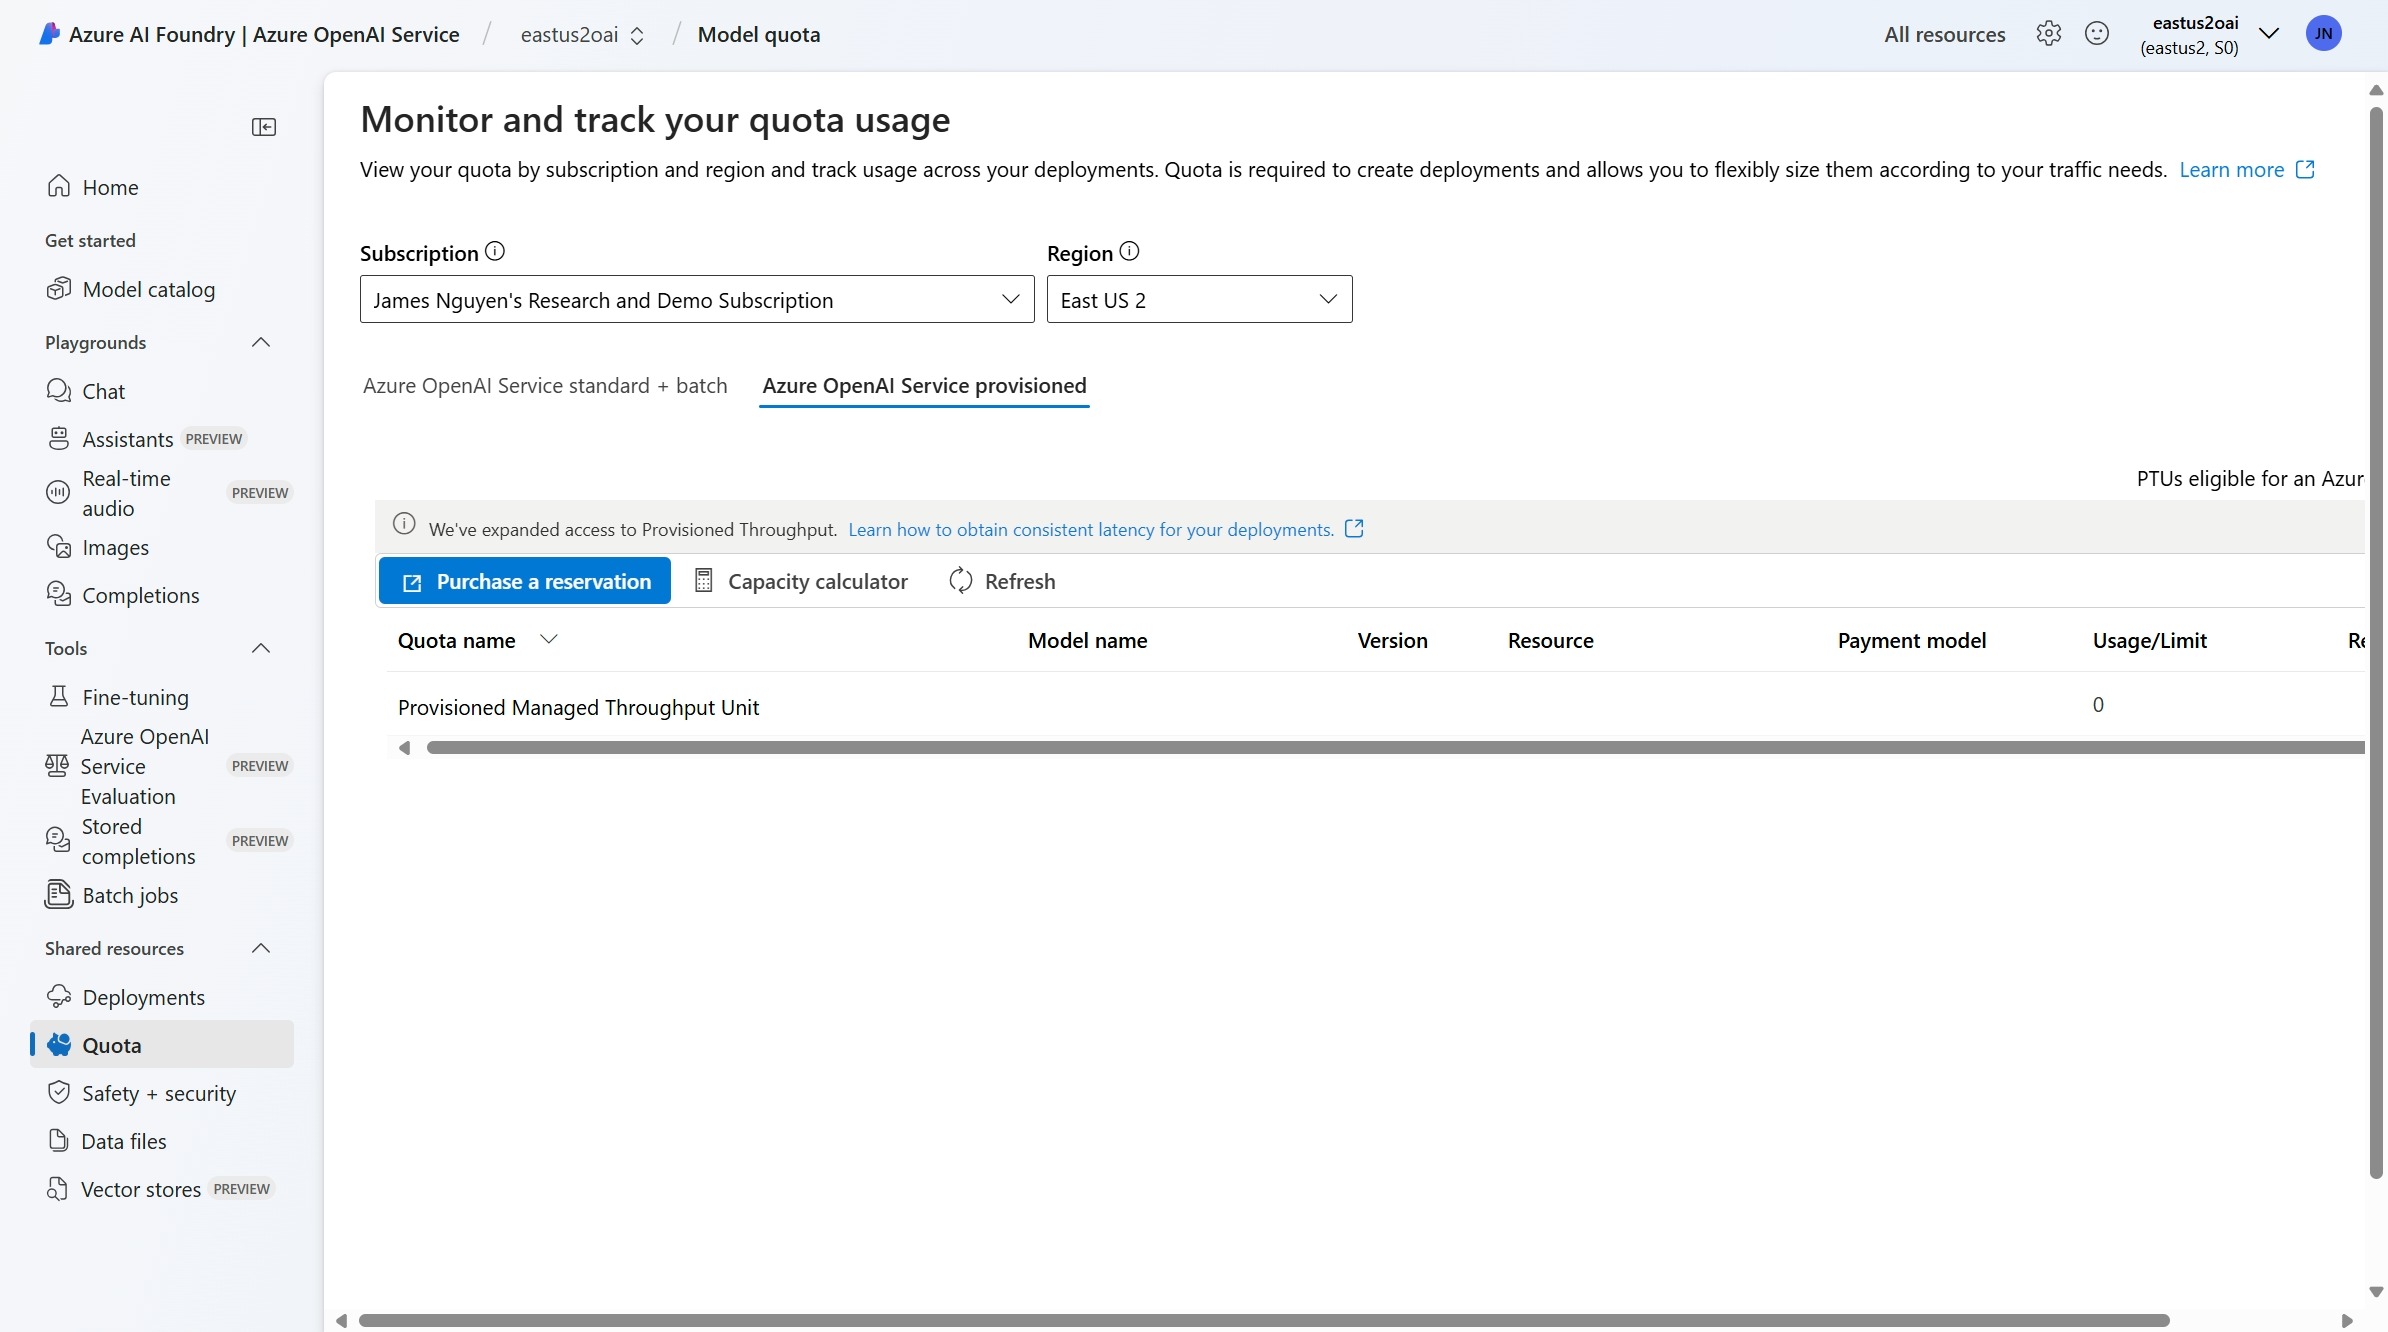 Azure AI Foundry | Azure OpenAI Service / eastus2oai / Model quota
All resources
eastus2oai
(eastus2, S0)
JN
Home
Get started
Model catalog
Playgrounds
Chat
Assistants PREVIEW
Real-time
audio
PREVIEW
Images
Completions
Tools
Fine-tuning
Azure OpenAI
Service
Evaluation
PREVIEW
Stored
completions
PREVIEW
Batch jobs
Shared resources
Deployments
Quota
Safety + security
Data files
Vector stores PREVIEW
Monitor and track your quota usage
View your quota by subscription and region and track usage across your deployments. Quota is required to create deployments and allows you to flexibly size them according to your traffic needs. Learn more
Subscription
Region
James Nguyen's Research and Demo Subscription
East US 2
Azure OpenAI Service standard + batch
Azure OpenAI Service provisioned
PTUs eligible for an Azur
We've expanded access to Provisioned Throughput. Learn how to obtain consistent latency for your deployments.
Purchase a reservation
Capacity calculator
Refresh
Quota name
Model name
Version
Resource
Payment model
Usage/Limit
Re
Provisioned Managed Throughput Unit
0